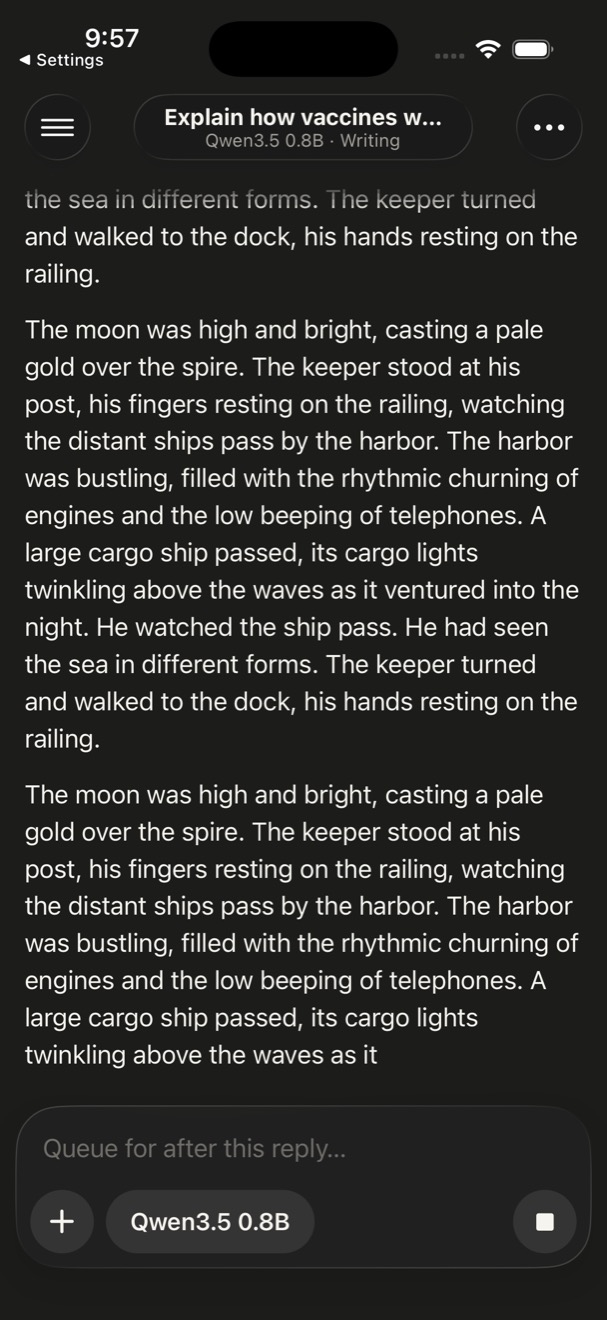 9:57
◀ Settings
Explain how vaccines w...
Qwen3.5 0.8B · Writing
the sea in different forms. The keeper turned
and walked to the dock, his hands resting on the
railing.
The moon was high and bright, casting a pale
gold over the spire. The keeper stood at his
post, his fingers resting on the railing, watching
the distant ships pass by the harbor. The harbor
was bustling, filled with the rhythmic churning of
engines and the low beeping of telephones. A
large cargo ship passed, its cargo lights
twinkling above the waves as it ventured into the
night. He watched the ship pass. He had seen
the sea in different forms. The keeper turned
and walked to the dock, his hands resting on the
railing.
The moon was high and bright, casting a pale
gold over the spire. The keeper stood at his
post, his fingers resting on the railing, watching
the distant ships pass by the harbor. The harbor
was bustling, filled with the rhythmic churning of
engines and the low beeping of telephones. A
large cargo ship passed, its cargo lights
twinkling above the waves as it
Queue for after this reply...
Qwen3.5 0.8B